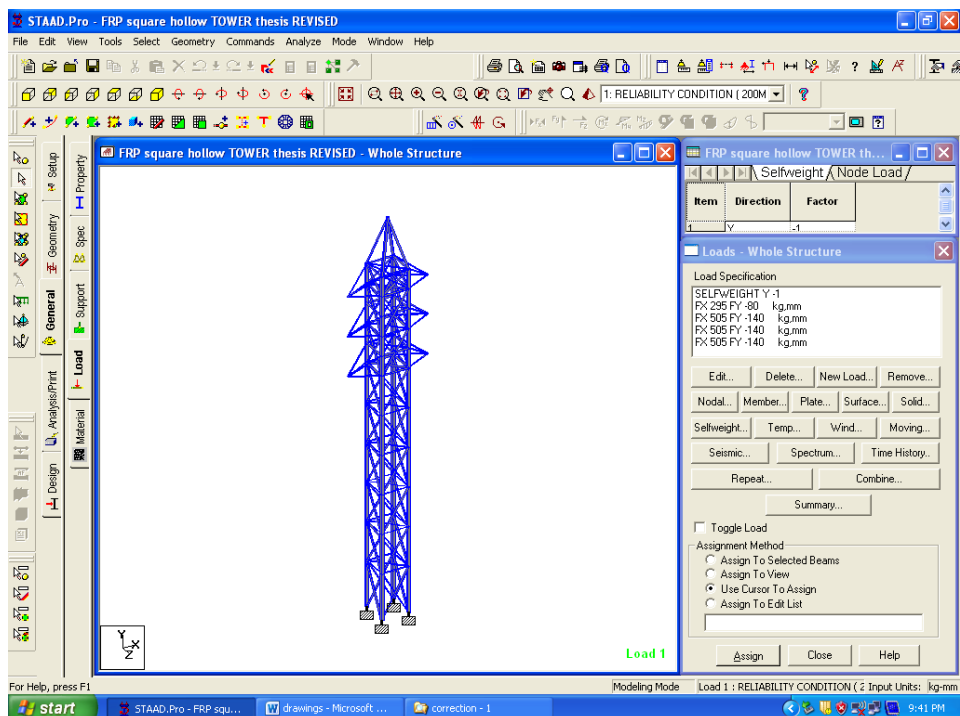 STAAD.Pro - FRP square hollow TOWER thesis REVISED
File Edit View Tools Select Geometry Commands Analyze Mode Window Help
1: RELIABILITY CONDITION ( 200M
Setup
Geometry
General
Analysis/Print
Design
Property
Spec
Support
Load
Material
FRP square hollow TOWER thesis REVISED - Whole Structure
Y
X
Z
Load 1
FRP square hollow TOWER th...
Selfweight Node Load
Item Direction Factor
1 Y -1
Loads - Whole Structure
Load Specification
SELFWEIGHT Y -1
FX 295 FY -80 kg,mm
FX 505 FY -140 kg,mm
FX 505 FY -140 kg,mm
FX 505 FY -140 kg,mm
Edit... Delete... New Load... Remove...
Nodal... Member... Plate... Surface... Solid...
Selfweight... Temp... Wind... Moving...
Seismic... Spectrum... Time History..
Repeat... Combine...
Summary...
Toggle Load
Assignment Method
Assign To Selected Beams
Assign To View
Use Cursor To Assign
Assign To Edit List
Assign Close Help
For Help, press F1 Modeling Mode Load 1 : RELIABILITY CONDITION ( 2 Input Units: kg-mm
start STAAD.Pro - FRP squ... drawings - Microsoft ... correction - 1 9:41 PM